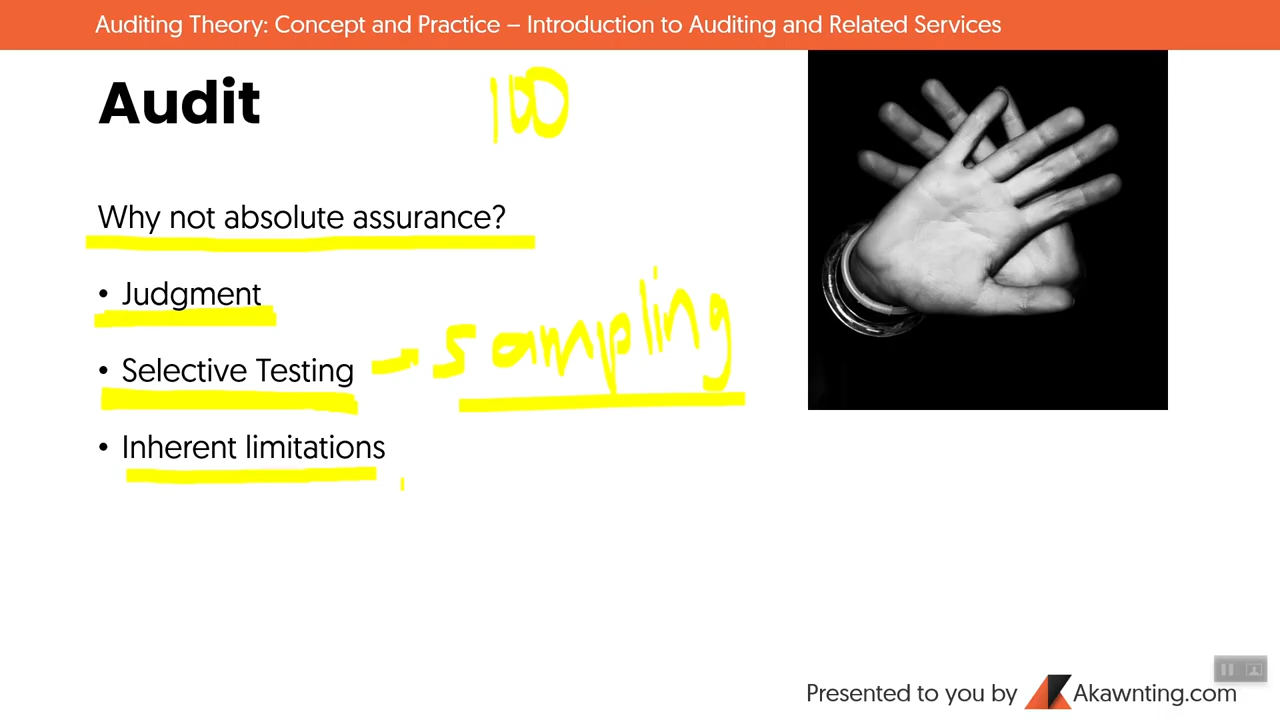 Auditing Theory: Concept and Practice – Introduction to Auditing and Related Services
Audit
100
Why not absolute assurance?
• Judgment
• Selective Testing - sampling
• Inherent limitations
Presented to you by Akawnting.com